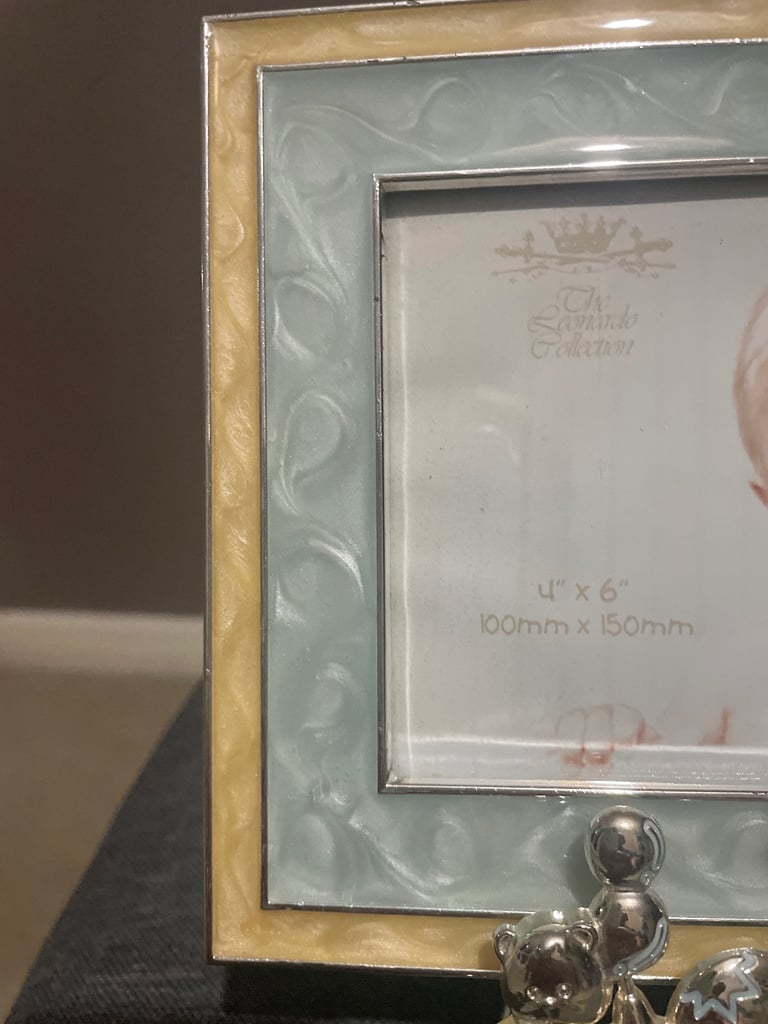 The
Leonardo
Collection
4" x 6"
100mm x 150mm